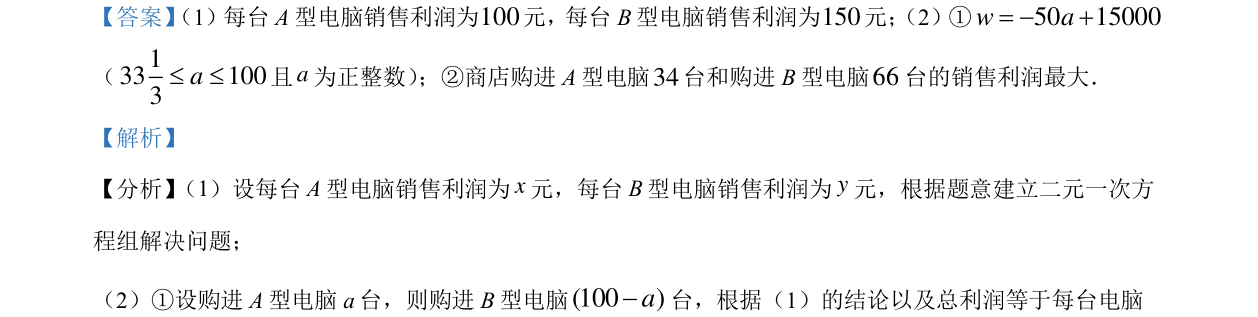 【答案】（1）每台 A 型电脑销售利润为100元，每台 B 型电脑销售利润为150元；（2）① w = −50a +15000
（33 1/3 ≤ a ≤ 100 且 a 为正整数）；②商店购进 A 型电脑 34 台和购进 B 型电脑 66 台的销售利润最大．
【解析】
【分析】（1）设每台 A 型电脑销售利润为 x 元，每台 B 型电脑销售利润为 y 元，根据题意建立二元一次方
程组解决问题；
（2）①设购进 A 型电脑 a 台，则购进 B 型电脑 (100 − a) 台，根据（1）的结论以及总利润等于每台电脑